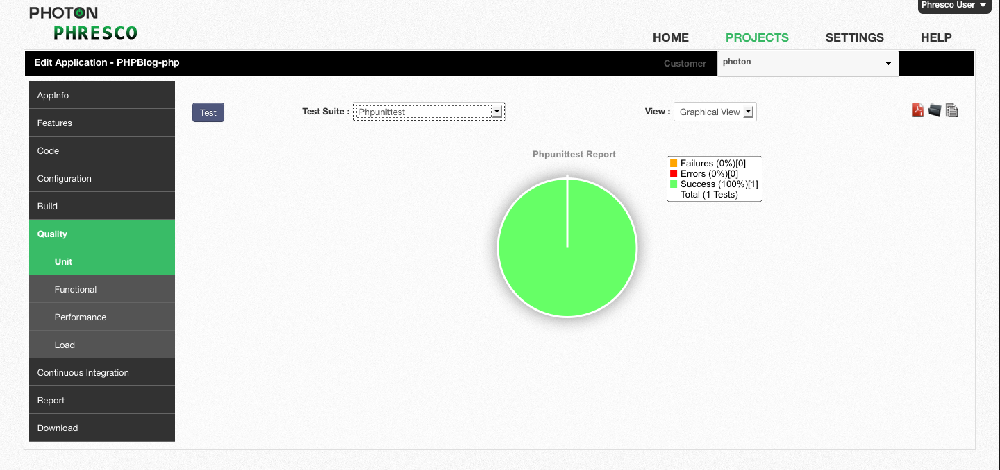 PHOTON
PHRESCO
Phresco User
HOME PROJECTS SETTINGS HELP
Edit Application - PHPBlog-php
Customer photon
AppInfo
Features
Code
Configuration
Build
Quality
Unit
Functional
Performance
Load
Continuous Integration
Report
Download
Test
Test Suite : Phpunittest
View : Graphical View
Phpunittest Report
Failures (0%)[0]
Errors (0%)[0]
Success (100%)[1]
Total (1 Tests)